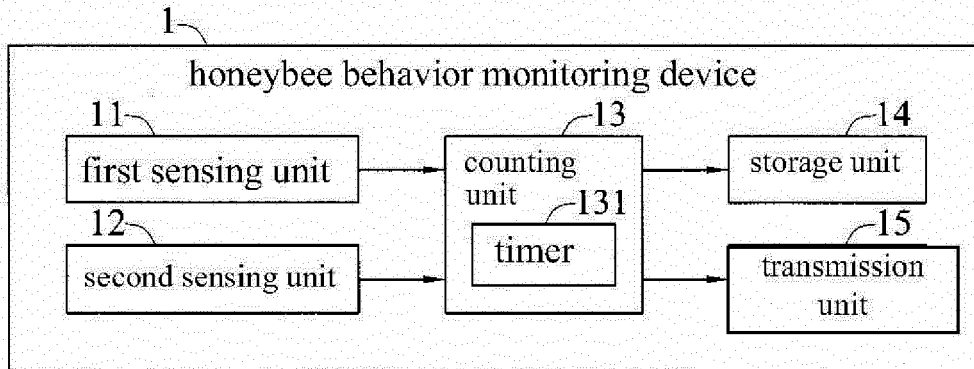 1
honeybee behavior monitoring device
11
first sensing unit
12
second sensing unit
13
counting
unit
131
timer
14
storage unit
15
transmission
unit